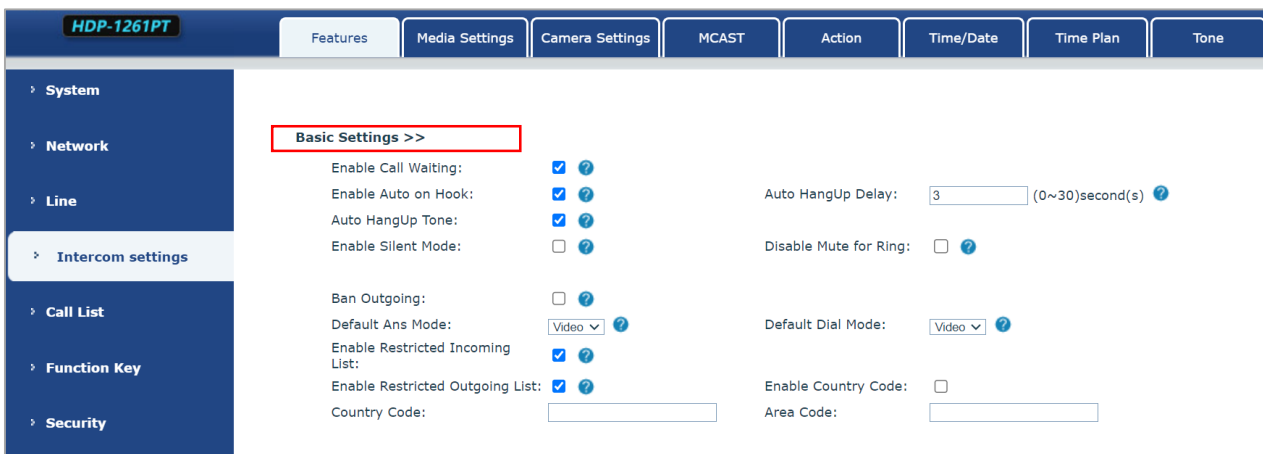 HDP-1261PT
Features Media Settings Camera Settings MCAST Action Time/Date Time Plan Tone
System
Network
Line
Intercom settings
Call List
Function Key
Security
Basic Settings >>
Enable Call Waiting: ?
Enable Auto on Hook: ? Auto HangUp Delay: 3 (0~30)second(s) ?
Auto HangUp Tone: ?
Enable Silent Mode: ? Disable Mute for Ring: ?
Ban Outgoing: ?
Default Ans Mode: Video ? Default Dial Mode: Video ?
Enable Restricted Incoming
List: ?
Enable Restricted Outgoing List: ? Enable Country Code:
Country Code: Area Code: